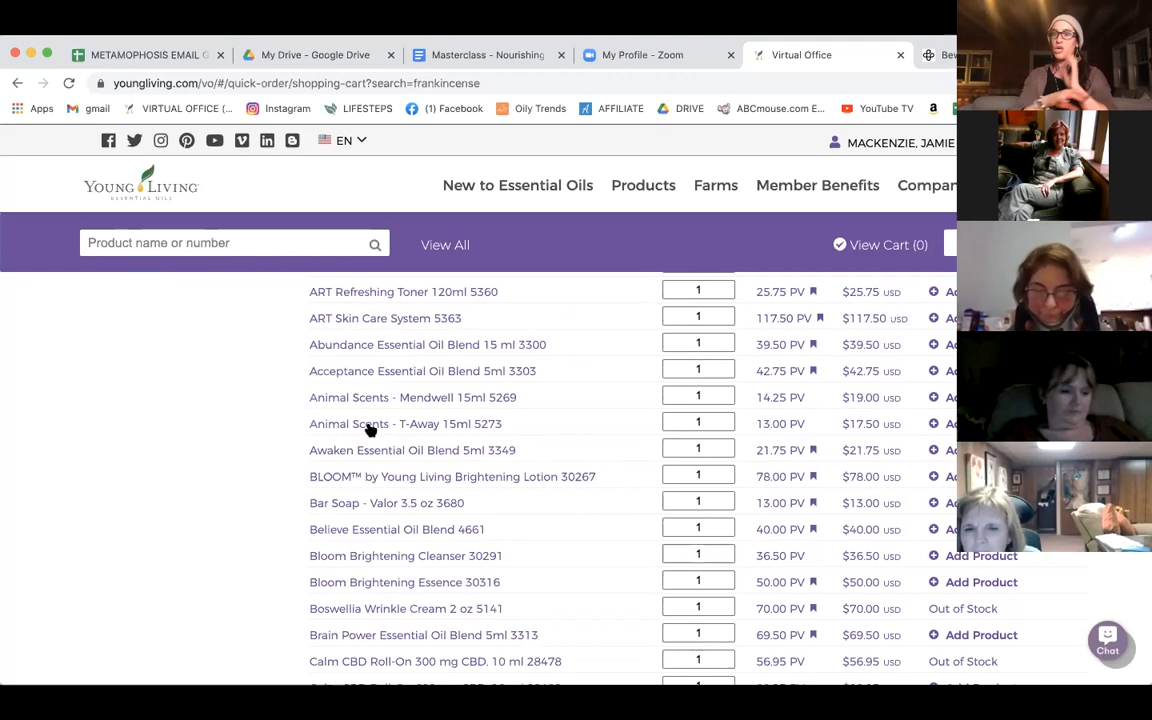 METAMOPHOSIS EMAIL G
My Drive - Google Drive
Masterclass - Nourishing
My Profile - Zoom
Virtual Office
Bew
youngliving.com/vo/#/quick-order/shopping-cart?search=frankincense
Apps gmail VIRTUAL OFFICE (... Instagram LIFESTEPS (1) Facebook Oily Trends AFFILIATE DRIVE ABCmouse.com E... YouTube TV
EN
MACKENZIE, JAMIE
YOUNG LIVING
ESSENTIAL OILS
New to Essential Oils Products Farms Member Benefits Compan
Product name or number View All View Cart (0)
ART Refreshing Toner 120ml 5360 1 25.75 PV $25.75 USD Ad
ART Skin Care System 5363 1 117.50 PV $117.50 USD Ad
Abundance Essential Oil Blend 15 ml 3300 1 39.50 PV $39.50 USD Ad
Acceptance Essential Oil Blend 5ml 3303 1 42.75 PV $42.75 USD Ad
Animal Scents - Mendwell 15ml 5269 1 14.25 PV $19.00 USD Ad
Animal Scents - T-Away 15ml 5273 1 13.00 PV $17.50 USD Ad
Awaken Essential Oil Blend 5ml 3349 1 21.75 PV $21.75 USD Ad
BLOOM™ by Young Living Brightening Lotion 30267 1 78.00 PV $78.00 USD Ad
Bar Soap - Valor 3.5 oz 3680 1 13.00 PV $13.00 USD Ad
Believe Essential Oil Blend 4661 1 40.00 PV $40.00 USD Ad
Bloom Brightening Cleanser 30291 1 36.50 PV $36.50 USD Add Product
Bloom Brightening Essence 30316 1 50.00 PV $50.00 USD Add Product
Boswellia Wrinkle Cream 2 oz 5141 1 70.00 PV $70.00 USD Out of Stock
Brain Power Essential Oil Blend 5ml 3313 1 69.50 PV $69.50 USD Add Product
Calm CBD Roll-On 300 mg CBD, 10 ml 28478 1 56.95 PV $56.95 USD Out of Stock
Chat